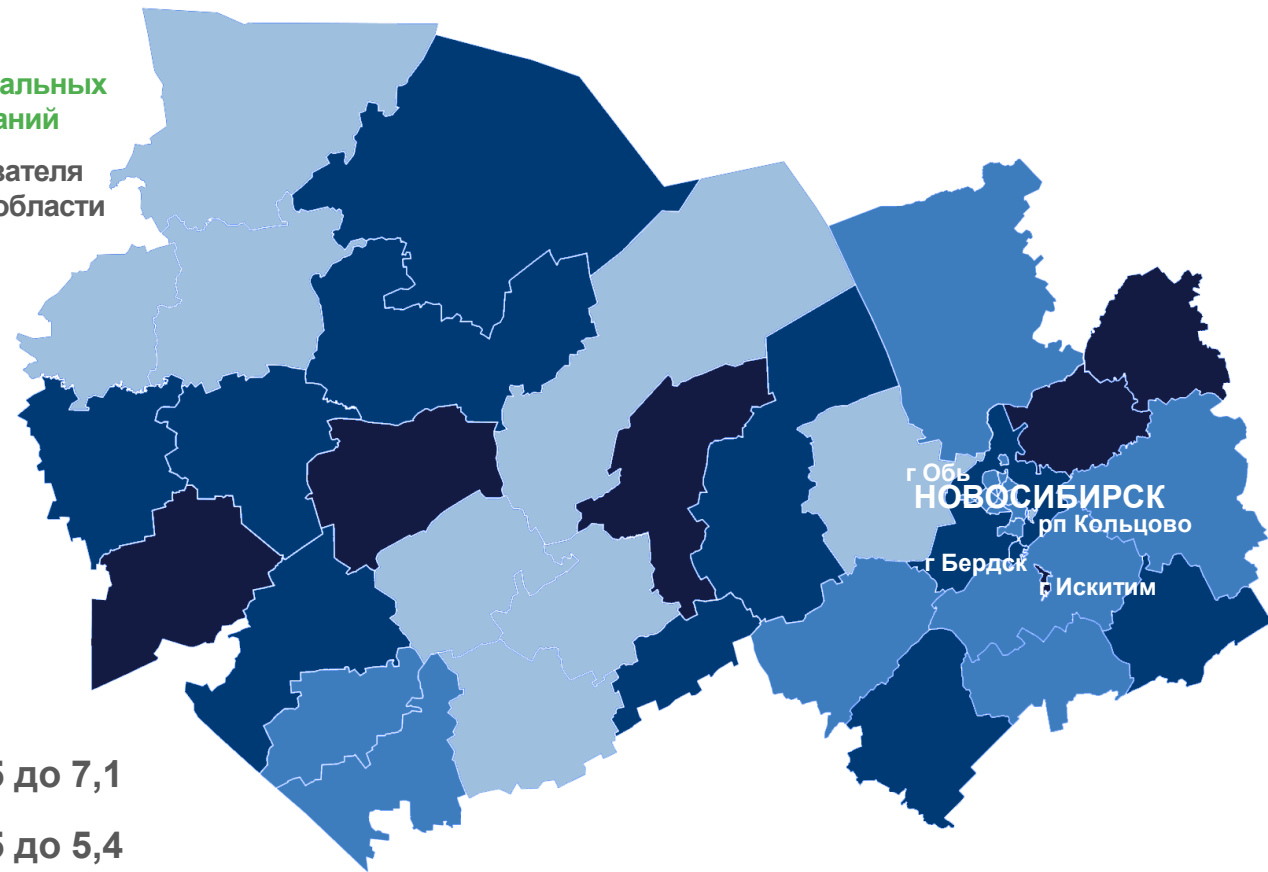 альных
аний
вателя
области
г Обь
НОВОСИБИРСК
рп Кольцово
г Бердск
г Искитим
5 до 7,1
5 до 5,4